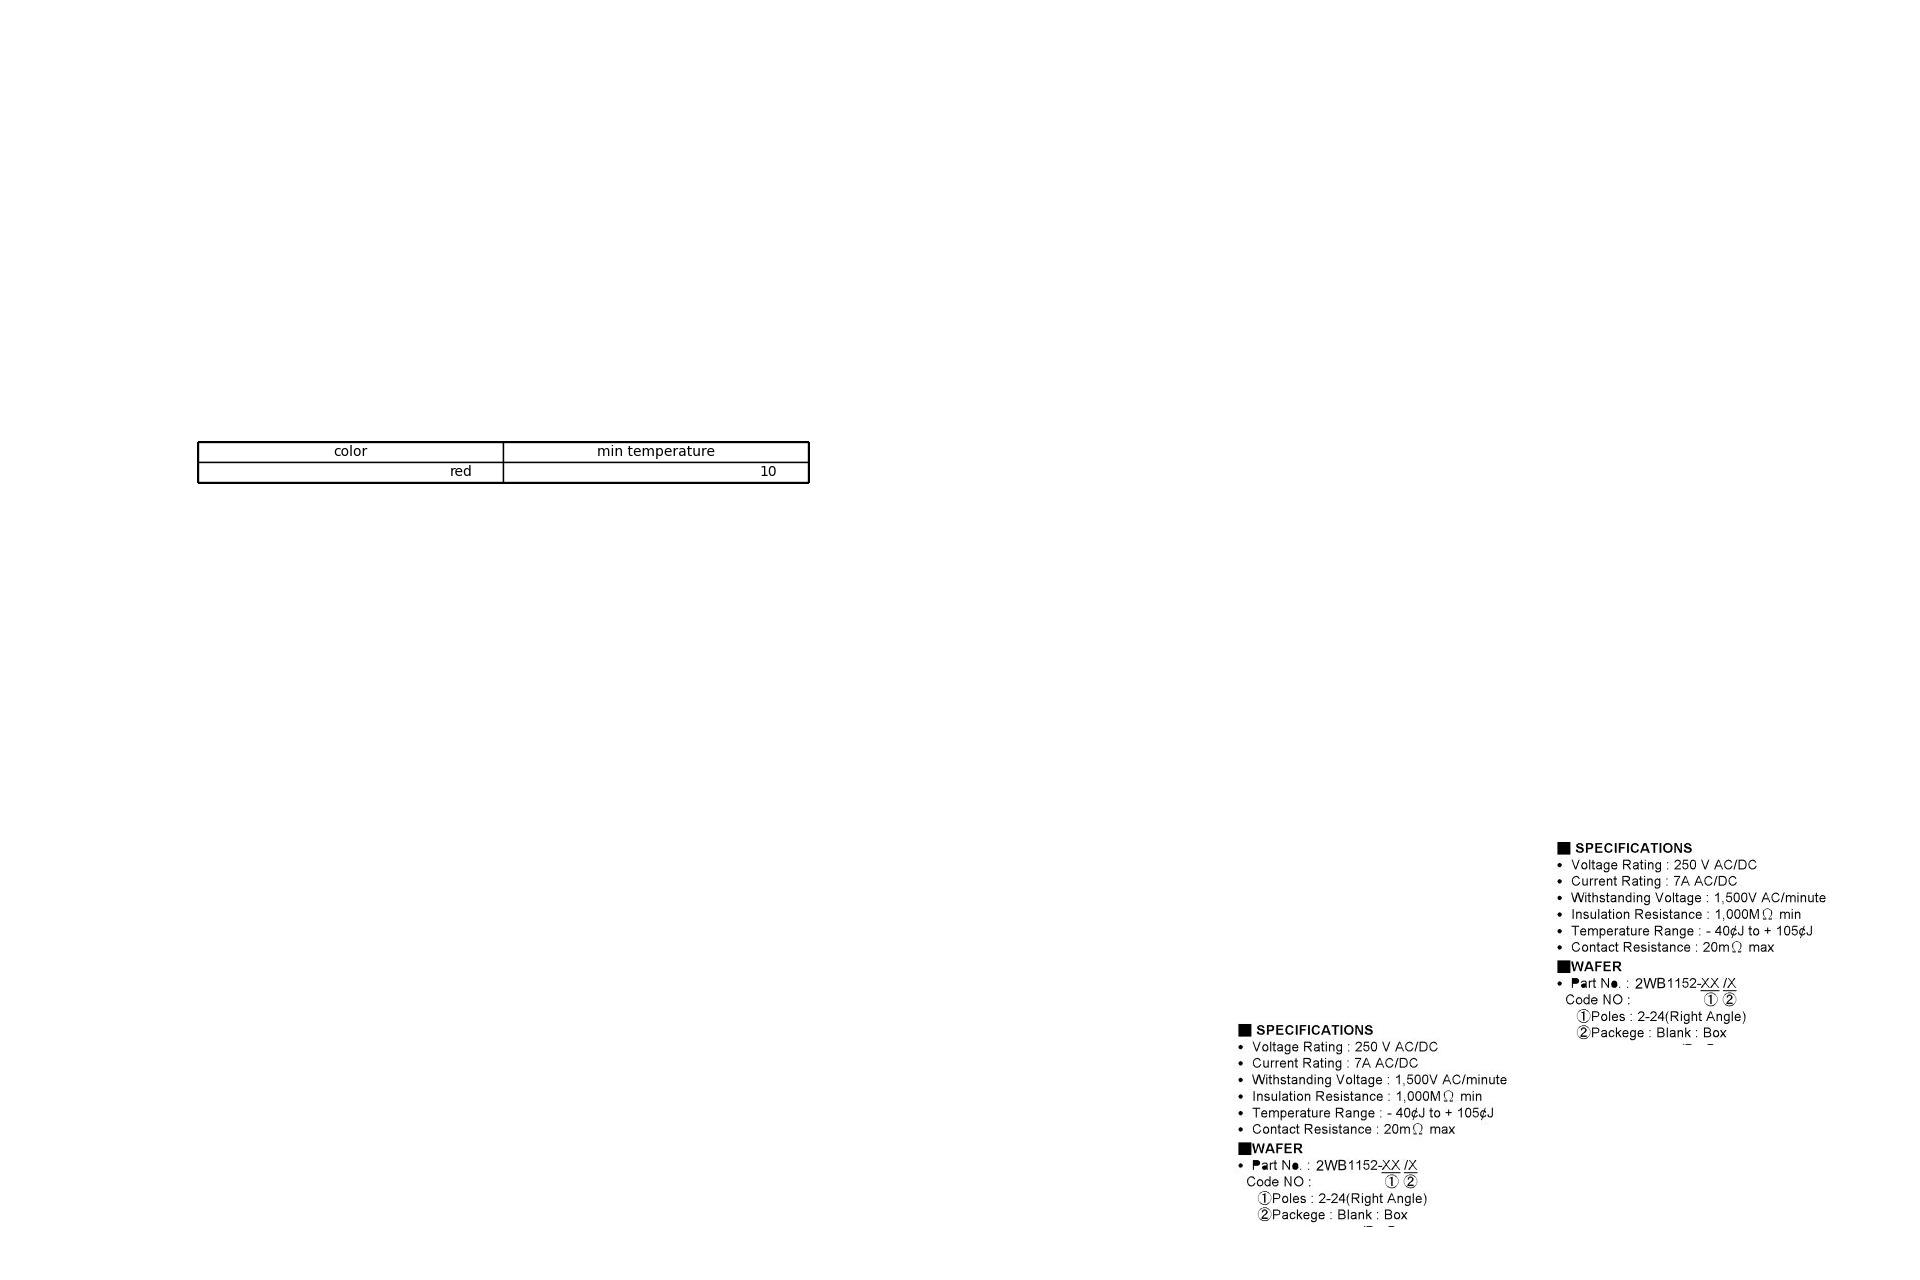 color min temperature
red 10
■ SPECIFICATIONS
• Voltage Rating : 250 V AC/DC
• Current Rating : 7A AC/DC
• Withstanding Voltage : 1,500V AC/minute
• Insulation Resistance : 1,000MΩ min
• Temperature Range : - 40¢J to + 105¢J
• Contact Resistance : 20mΩ max
■WAFER
• Part No. : 2WB1152-XX /X
Code NO : ① ②
①Poles : 2-24(Right Angle)
②Packege : Blank : Box
■ SPECIFICATIONS
• Voltage Rating : 250 V AC/DC
• Current Rating : 7A AC/DC
• Withstanding Voltage : 1,500V AC/minute
• Insulation Resistance : 1,000MΩ min
• Temperature Range : - 40¢J to + 105¢J
• Contact Resistance : 20mΩ max
■WAFER
• Part No. : 2WB1152-XX /X
Code NO : ① ②
①Poles : 2-24(Right Angle)
②Packege : Blank : Box